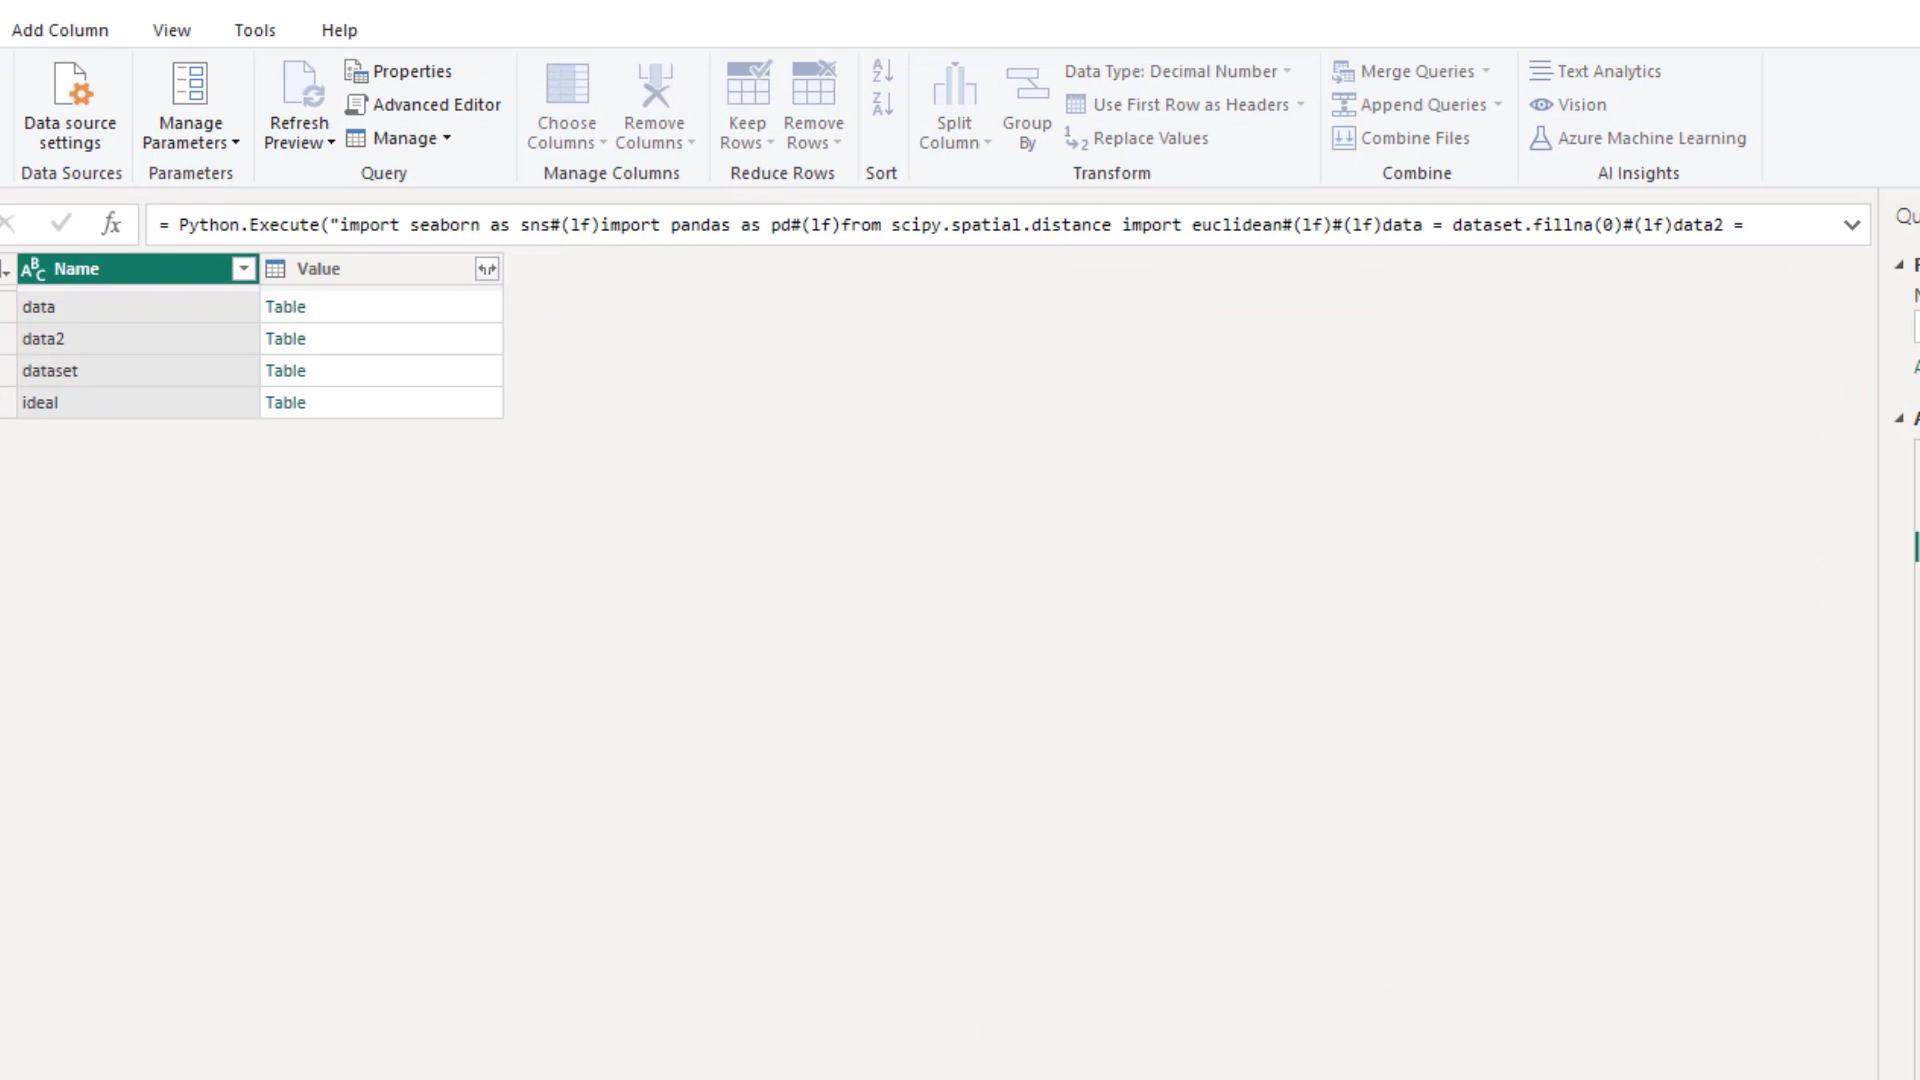 Add Column View Tools Help
Data source settings
Manage Parameters
Refresh Preview
Properties
Advanced Editor
Manage
Choose Columns
Remove Columns
Keep Rows
Remove Rows
A Z
Z A
Split Column
Group By
Data Type: Decimal Number
Use First Row as Headers
1 2 Replace Values
Merge Queries
Append Queries
Combine Files
Text Analytics
Vision
Azure Machine Learning
Data Sources Parameters Query Manage Columns Reduce Rows Sort Transform Combine AI Insights
fx = Python.Execute("import seaborn as sns#(lf)import pandas as pd#(lf)from scipy.spatial.distance import euclidean#(lf)#(lf)data = dataset.fillna(0)#(lf)data2 =
ABC Name Value
data Table
data2 Table
dataset Table
ideal Table